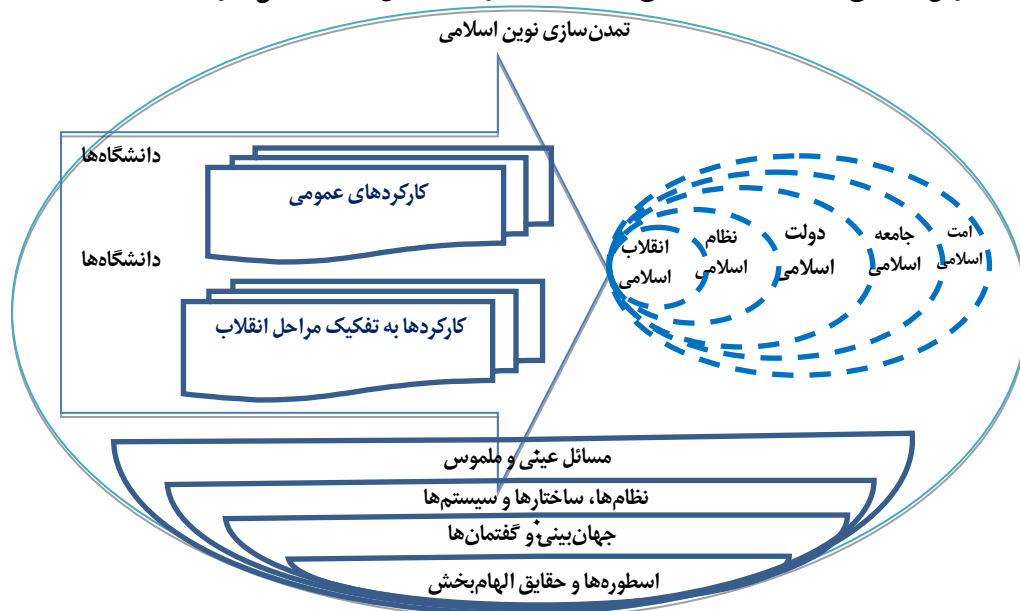 تمدن‌سازی نوین اسلامی
دانشگاه‌ها
کارکردهای عمومی
دانشگاه‌ها
کارکردها به تفکیک مراحل انقلاب
انقلاب
اسلامی
نظام
اسلامی
دولت
اسلامی
جامعه
اسلامی
امت
اسلامی
مسائل عینی و ملموس
نظام‌ها، ساختارها و سیستم‌ها
جهان‌بینی و گفتمان‌ها
اسطوره‌ها و حقایق الهام‌بخش